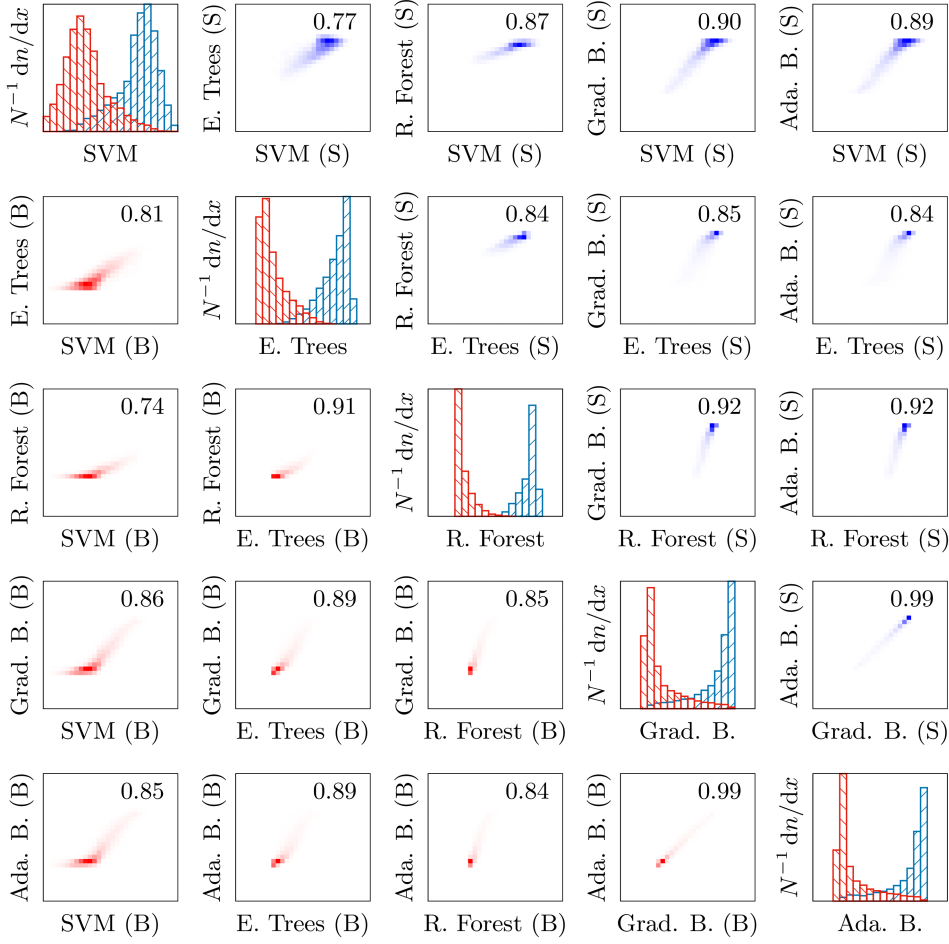 N⁻¹ dn/dx
SVM
E. Trees (S)
0.77
SVM (S)
R. Forest (S)
0.87
SVM (S)
Grad. B. (S)
0.90
SVM (S)
Ada. B. (S)
0.89
SVM (S)
E. Trees (B)
0.81
SVM (B)
N⁻¹ dn/dx
E. Trees
R. Forest (S)
0.84
E. Trees (S)
Grad. B. (S)
0.85
E. Trees (S)
Ada. B. (S)
0.84
E. Trees (S)
R. Forest (B)
0.74
SVM (B)
R. Forest (B)
0.91
E. Trees (B)
N⁻¹ dn/dx
R. Forest
Grad. B. (S)
0.92
R. Forest (S)
Ada. B. (S)
0.92
R. Forest (S)
Grad. B. (B)
0.86
SVM (B)
Grad. B. (B)
0.89
E. Trees (B)
Grad. B. (B)
0.85
R. Forest (B)
N⁻¹ dn/dx
Grad. B.
Ada. B. (S)
0.99
Grad. B. (S)
Ada. B. (B)
0.85
SVM (B)
Ada. B. (B)
0.89
E. Trees (B)
Ada. B. (B)
0.84
R. Forest (B)
Ada. B. (B)
0.99
Grad. B. (B)
N⁻¹ dn/dx
Ada. B.